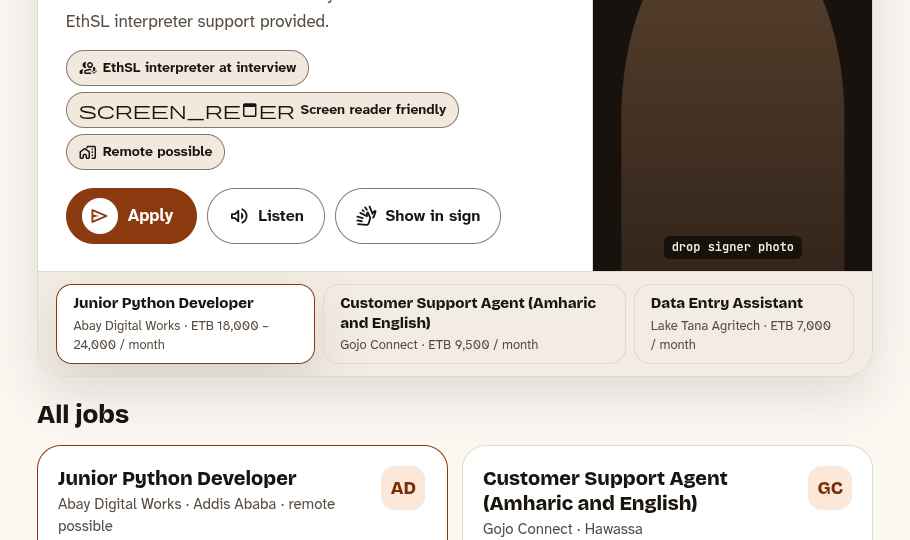 EthSL interpreter support provided.
EthSL interpreter at interview
SCREEN_RE ER Screen reader friendly
Remote possible
Apply
Listen
Show in sign
drop signer photo
Junior Python Developer
Abay Digital Works · ETB 18,000 –
24,000 / month
Customer Support Agent (Amharic
and English)
Gojo Connect · ETB 9,500 / month
Data Entry Assistant
Lake Tana Agritech · ETB 7,000
/ month
All jobs
Junior Python Developer
Abay Digital Works · Addis Ababa · remote
possible
AD
Customer Support Agent
(Amharic and English)
Gojo Connect · Hawassa
GC